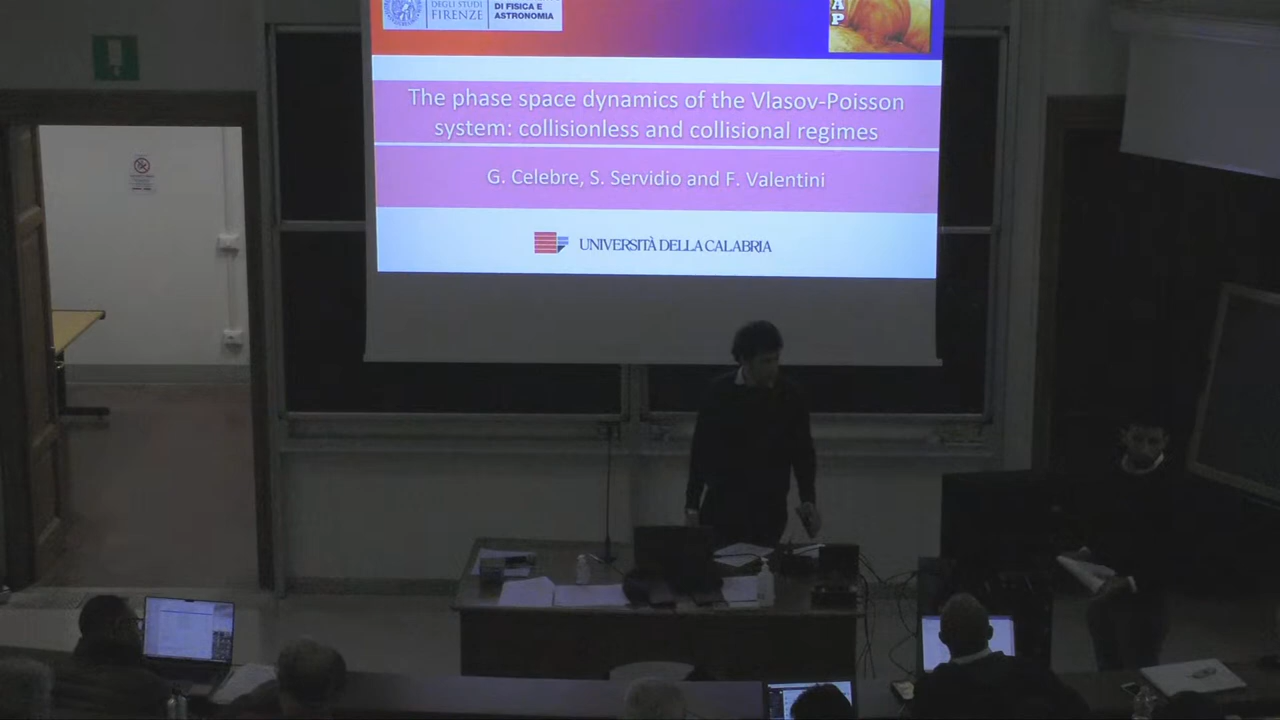 DEGLI STUDI
FIRENZE
DI FISICA E
ASTRONOMIA
A
P
The phase space dynamics of the Vlasov-Poisson
system: collisionless and collisional regimes
G. Celebre, S. Servidio and F. Valentini
UNIVERSITÀ DELLA CALABRIA